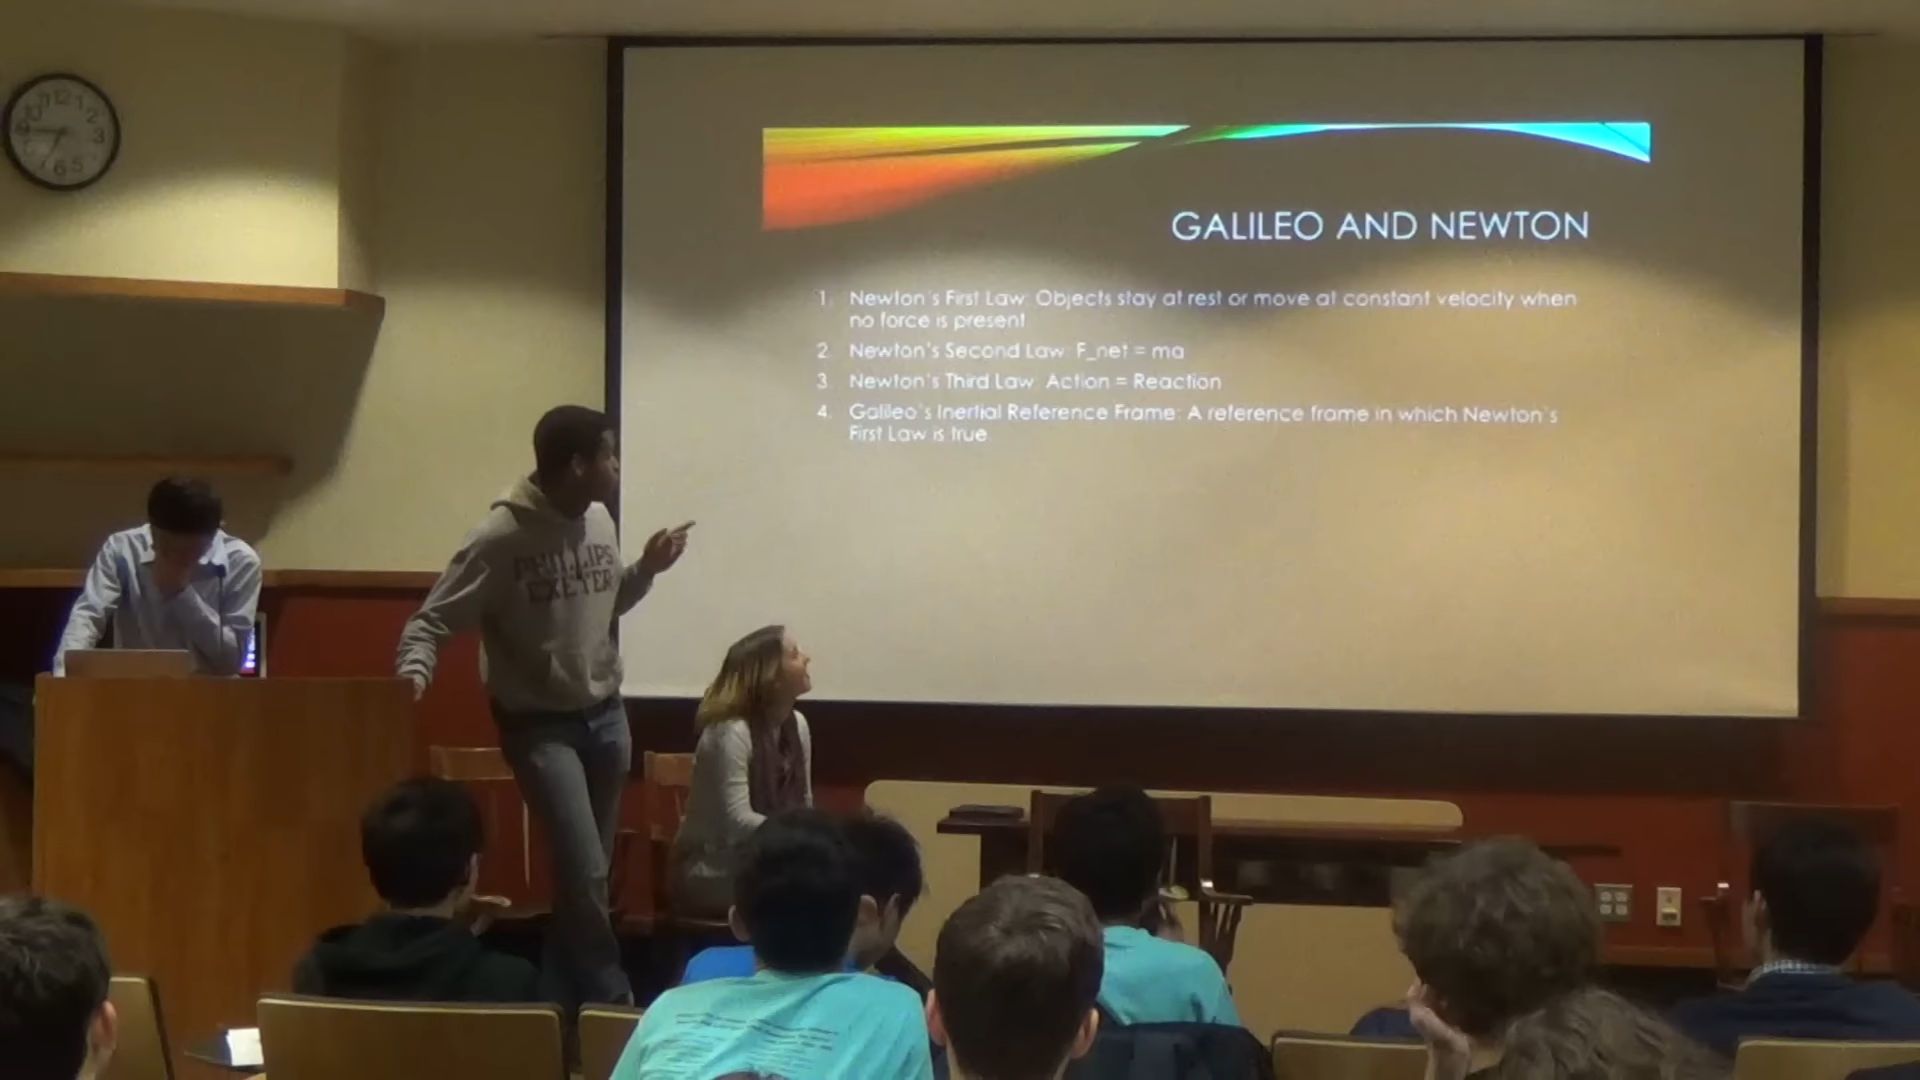 GALILEO AND NEWTON
1. Newton's First Law: Objects stay at rest or move at constant velocity when
no force is present
2. Newton's Second Law: F_net = ma
3. Newton's Third Law: Action = Reaction
4. Galileo's Inertial Reference Frame: A reference frame in which Newton's
First Law is true.
PHILLIPS
EXETER